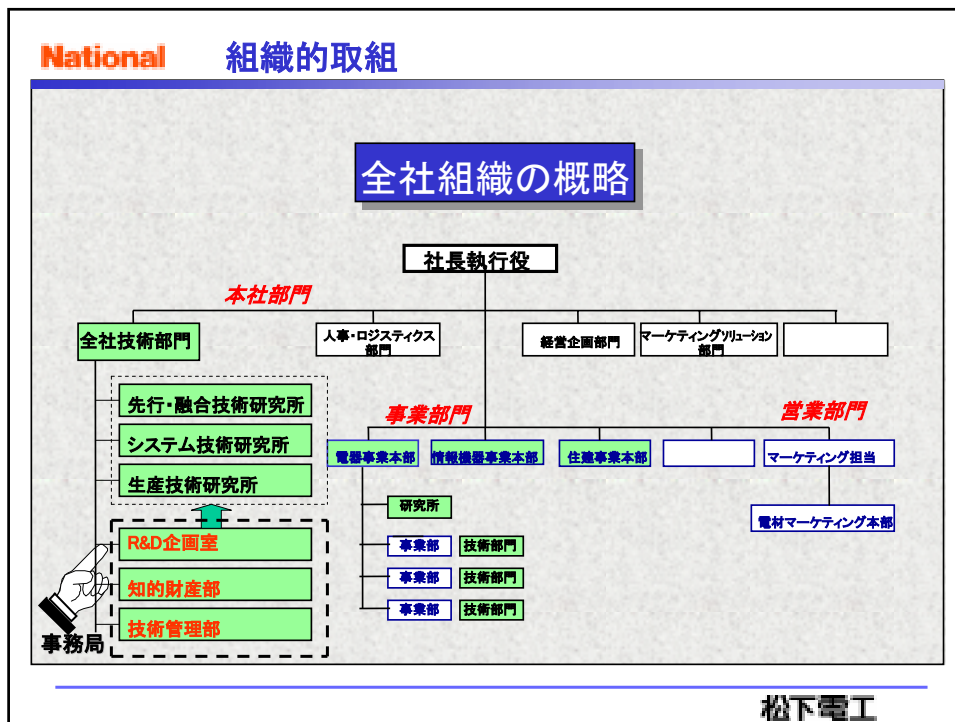 National 組織的取組
全社組織の概略
社長執行役
本社部門
全社技術部門
人事・ロジスティクス
部門
経営企画部門
マーケティングソリューション
部門
先行・融合技術研究所
システム技術研究所
生産技術研究所
R&D企画室
知的財産部
技術管理部
事務局
事業部門
営業部門
電器事業本部
情報機器事業本部
住建事業本部
マーケティング担当
電材マーケティング本部
研究所
事業部 技術部門
事業部 技術部門
事業部 技術部門
松下電工